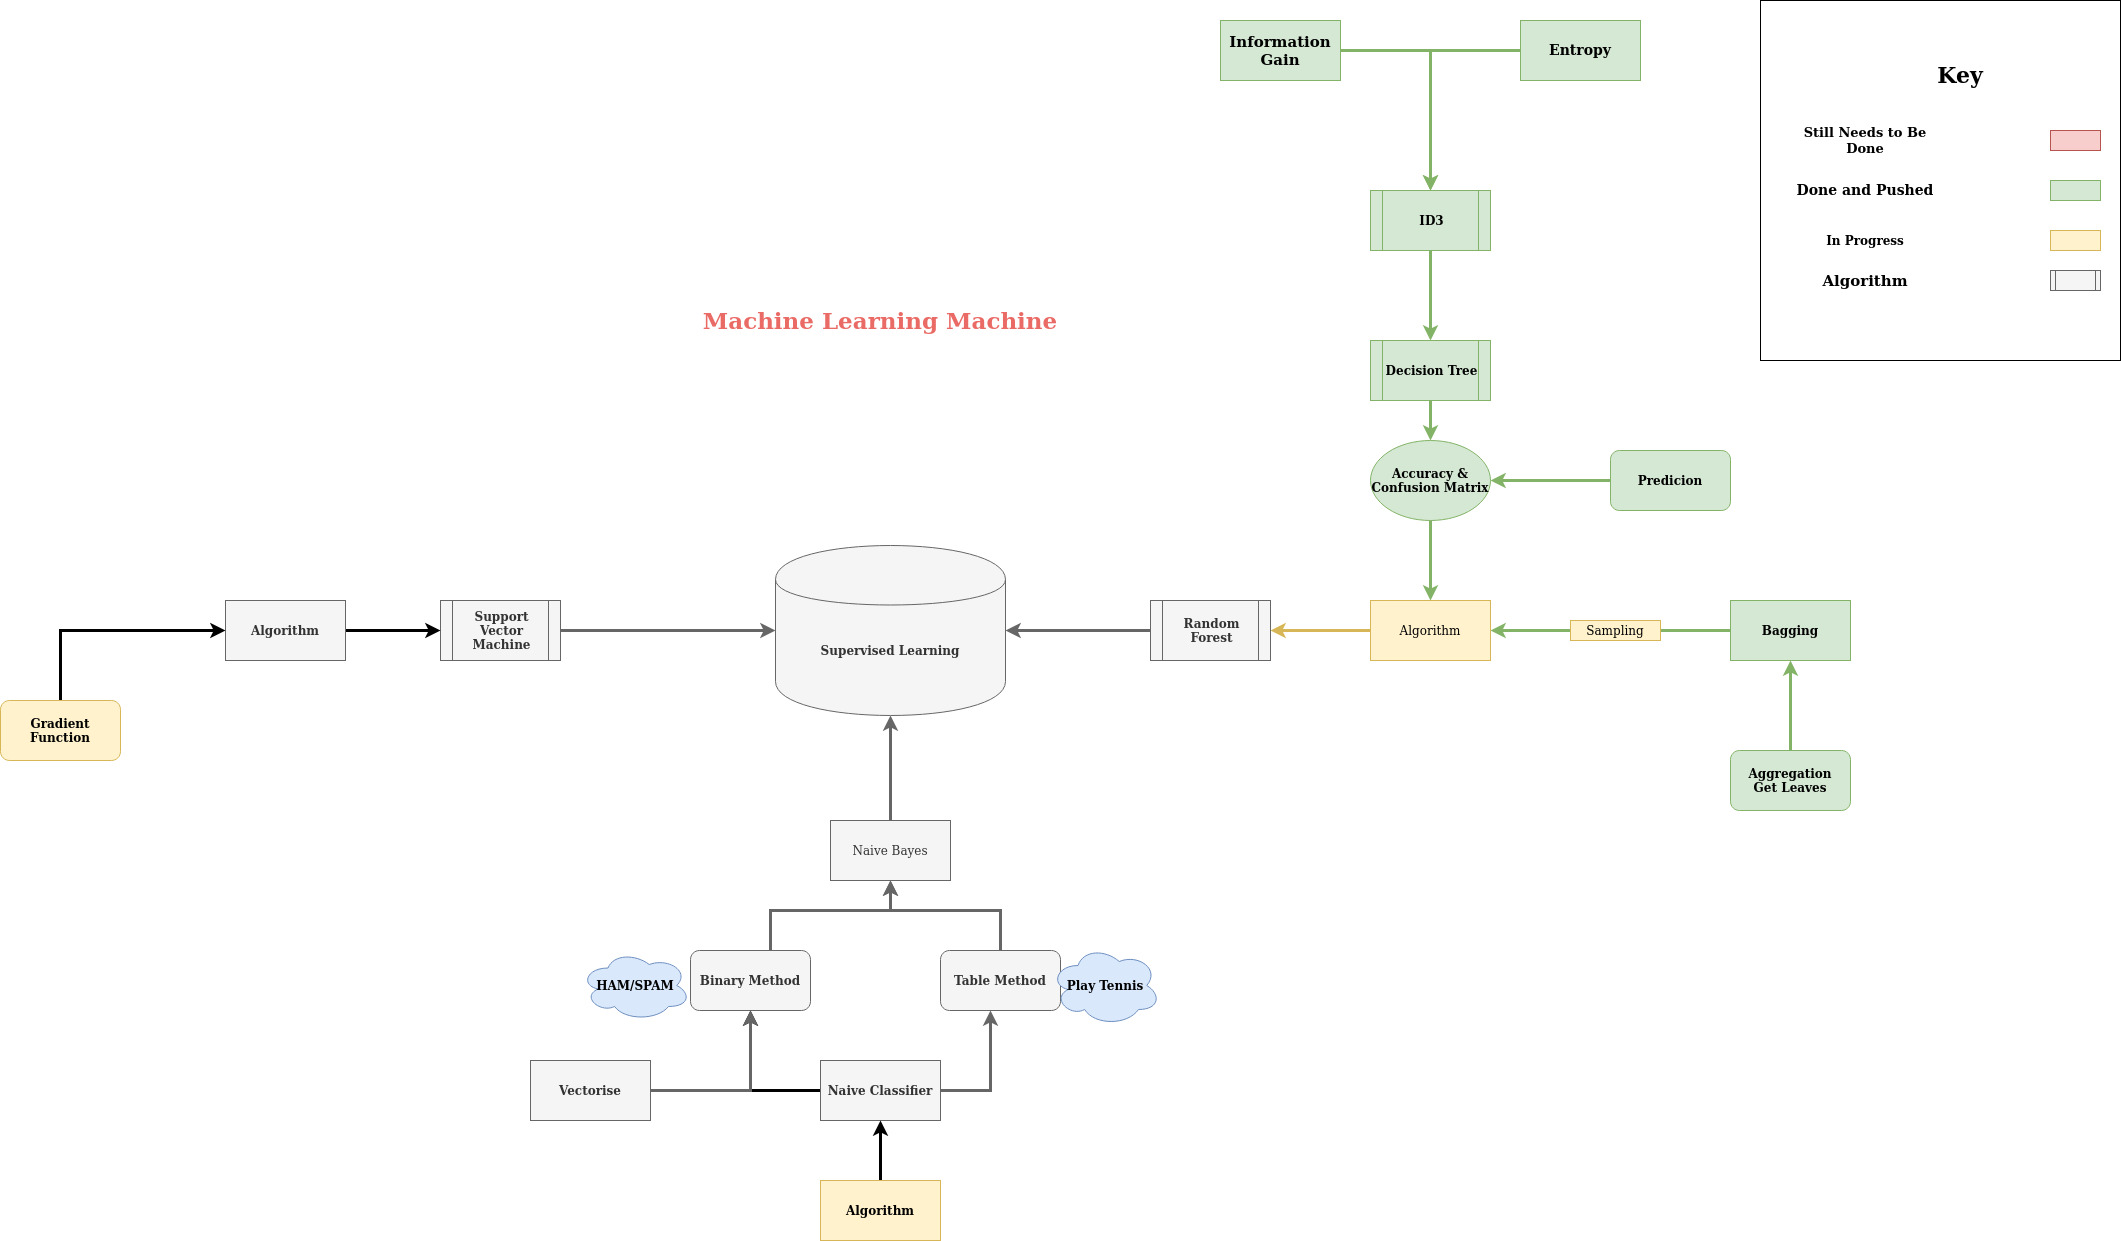 Information
Gain
Entropy
Key
Still Needs to Be
Done
Done and Pushed
In Progress
Algorithm
ID3
Machine Learning Machine
Decision Tree
Accuracy &
Confusion Matrix
Predicion
Algorithm
Support
Vector
Machine
Supervised Learning
Random
Forest
Algorithm
Sampling
Bagging
Gradient
Function
Aggregation
Get Leaves
Naive Bayes
HAM/SPAM
Binary Method
Table Method
Play Tennis
Vectorise
Naive Classifier
Algorithm